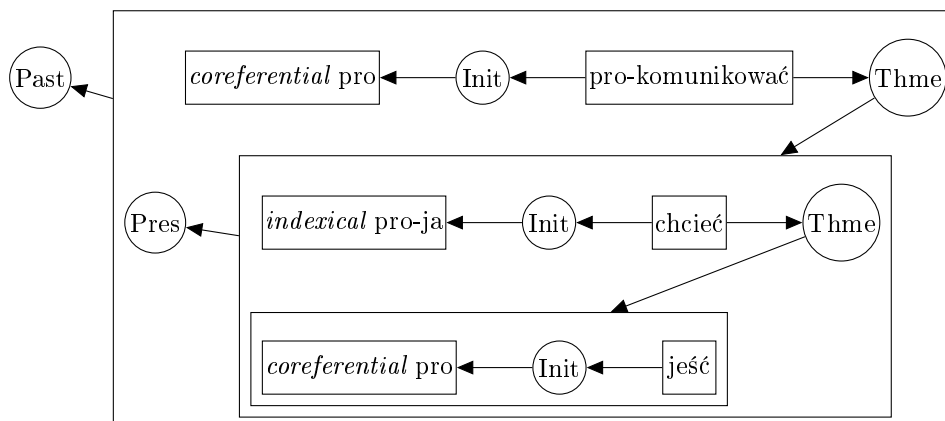 Past
coreferential pro
Init
pro-komunikować
Thme
Pres
indexical pro-ja
Init
chcieć
Thme
coreferential pro
Init
jeść